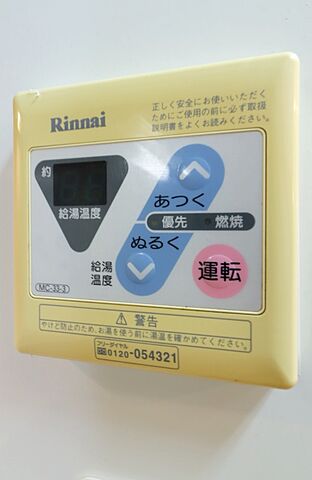 Rinnai
正しく安全にお使いいただく
ためにご使用の前に必ず取扱
説明書をよくお読みください。
約
給湯温度
あつく
優先 燃焼
ぬるく
給湯
温度
運転
MC-33-3
警告
やけど防止のため、お湯を使う前に湯温を確かめてください。
フリーダイヤル
0120-054321